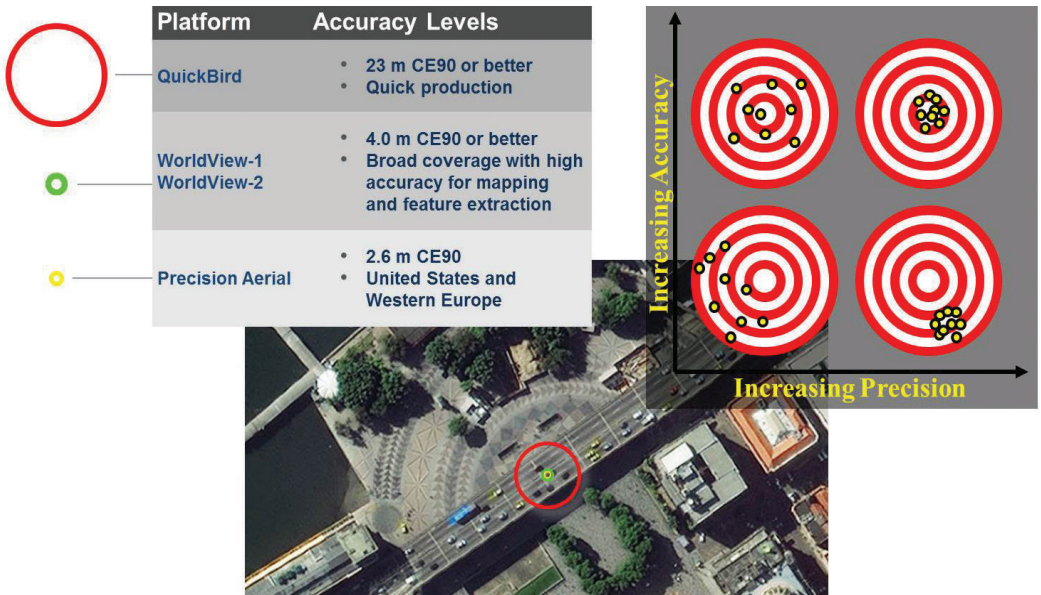 Platform Accuracy Levels
QuickBird
• 23 m CE90 or better
• Quick production
WorldView-1
WorldView-2
• 4.0 m CE90 or better
• Broad coverage with high
accuracy for mapping
and feature extraction
Precision Aerial
• 2.6 m CE90
• United States and
Western Europe
Increasing Accuracy
Increasing Precision